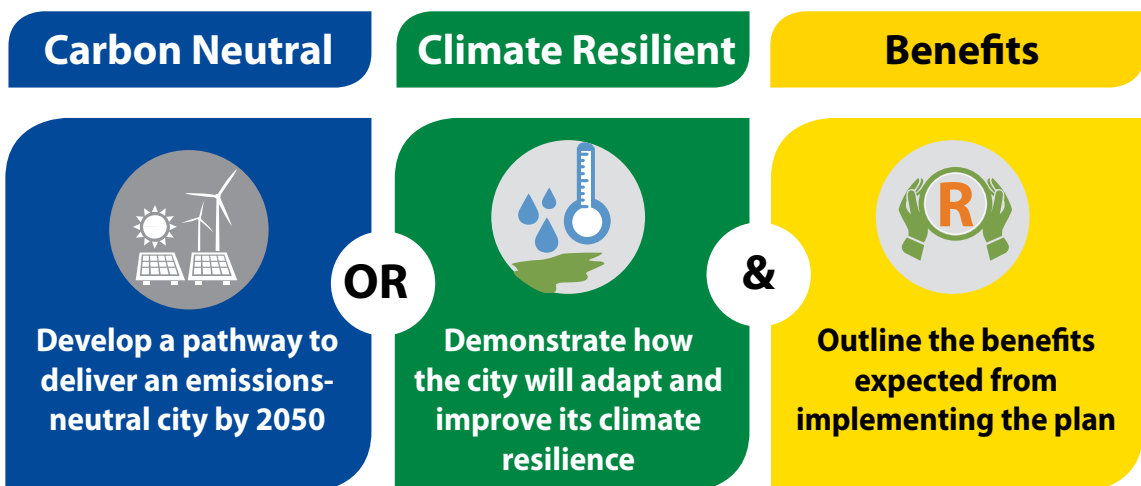 Carbon Neutral
Climate Resilient
Benefits
OR
&
R
Develop a pathway to
deliver an emissions-
neutral city by 2050
Demonstrate how
the city will adapt and
improve its climate
resilience
Outline the benefits
expected from
implementing the plan